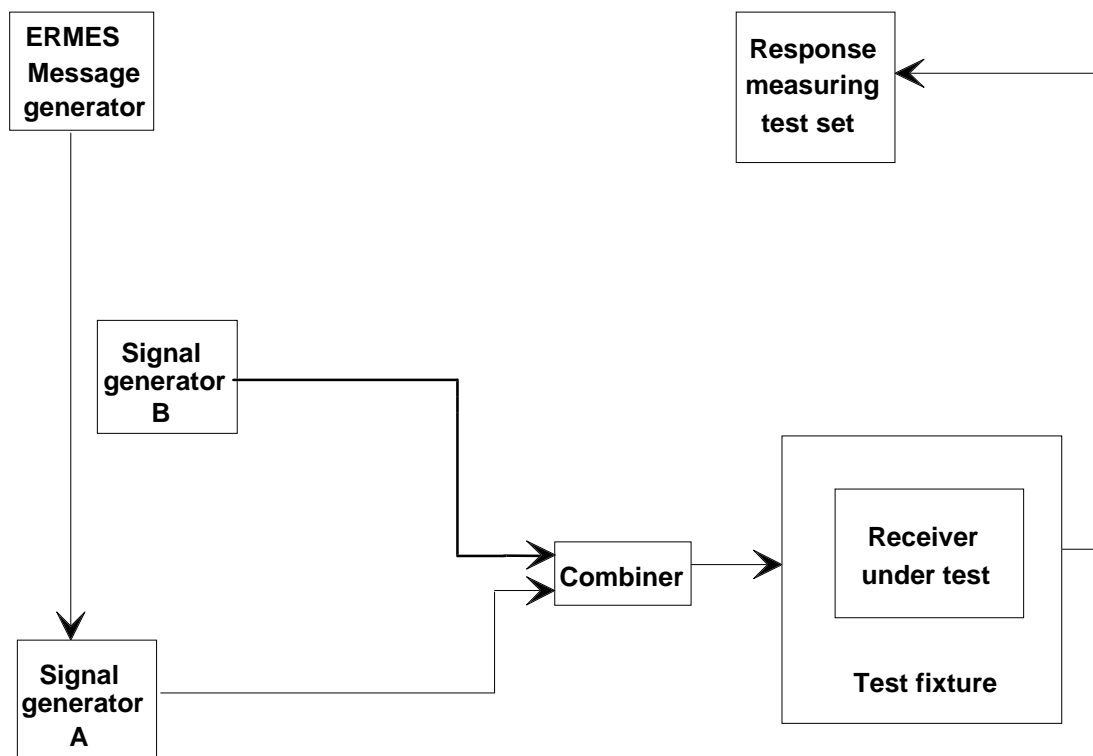 ERMES
Message
generator
Response
measuring
test set
Signal
generator
B
Combiner
Receiver
under test
Test fixture
Signal
generator
A